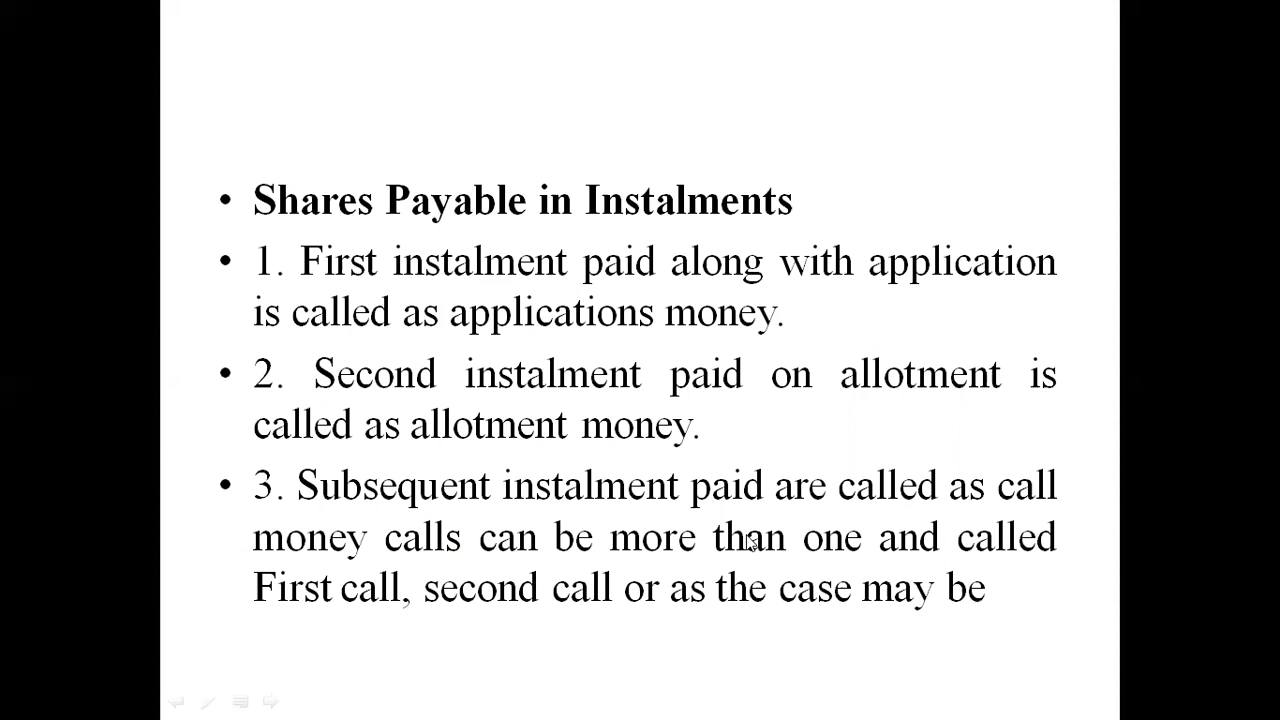 • Shares Payable in Instalments
• 1. First instalment paid along with application
is called as applications money.
• 2. Second instalment paid on allotment is
called as allotment money.
• 3. Subsequent instalment paid are called as call
money calls can be more than one and called
First call, second call or as the case may be